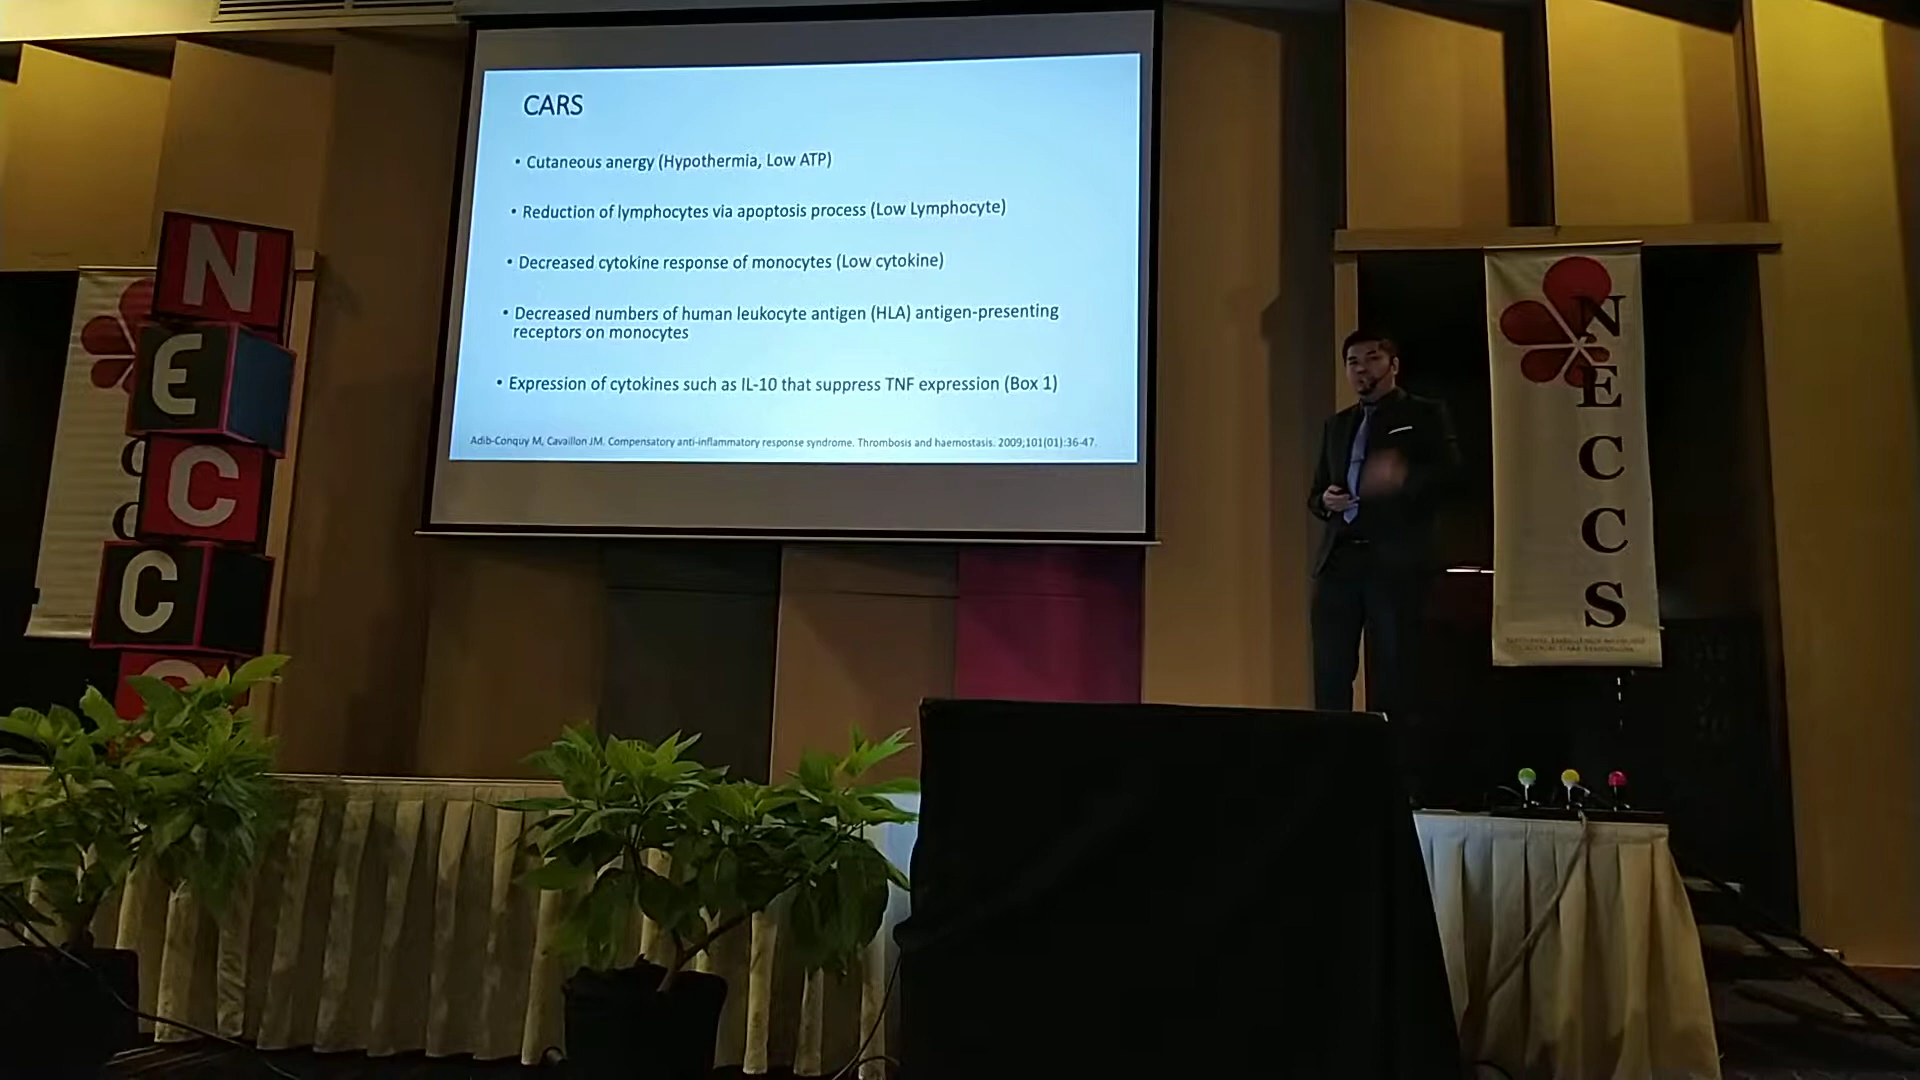 CARS
• Cutaneous anergy (Hypothermia, Low ATP)
• Reduction of lymphocytes via apoptosis process (Low Lymphocyte)
• Decreased cytokine response of monocytes (Low cytokine)
• Decreased numbers of human leukocyte antigen (HLA) antigen-presenting
receptors on monocytes
• Expression of cytokines such as IL-10 that suppress TNF expression (Box 1)
Adib-Conquy M, Cavaillon JM. Compensatory anti-inflammatory response syndrome. Thrombosis and haemostasis. 2009;101(01):36-47.
N
E
C
C
S
N
E
C
C
S
C
C